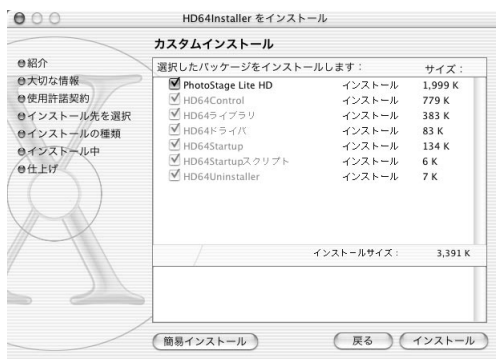 HD64Installer をインストール
カスタムインストール
紹介
大切な情報
使用許諾契約
インストール先を選択
インストールの種類
インストール中
仕上げ
選択したパッケージをインストールします： サイズ：
PhotoStage Lite HD インストール 1,999 K
HD64Control インストール 779 K
HD64ライブラリ インストール 383 K
HD64ドライバ インストール 83 K
HD64Startup インストール 134 K
HD64Startupスクリプト インストール 6 K
HD64Uninstaller インストール 7 K
インストールサイズ： 3,391 K
簡易インストール 戻る インストール